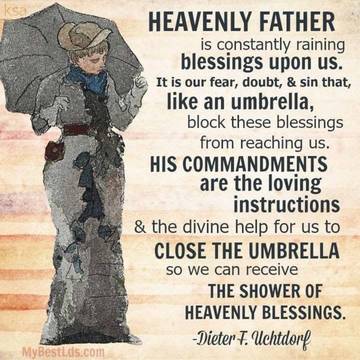 ksa
HEAVENLY FATHER
is constantly raining
blessings upon us.
It is our fear, doubt, & sin that,
like an umbrella,
block these blessings
from reaching us.
HIS COMMANDMENTS
are the loving
instructions
& the divine help for us to
CLOSE THE UMBRELLA
so we can receive
THE SHOWER OF
HEAVENLY BLESSINGS.
-Dieter F. Uchtdorf
MyBestLds.com